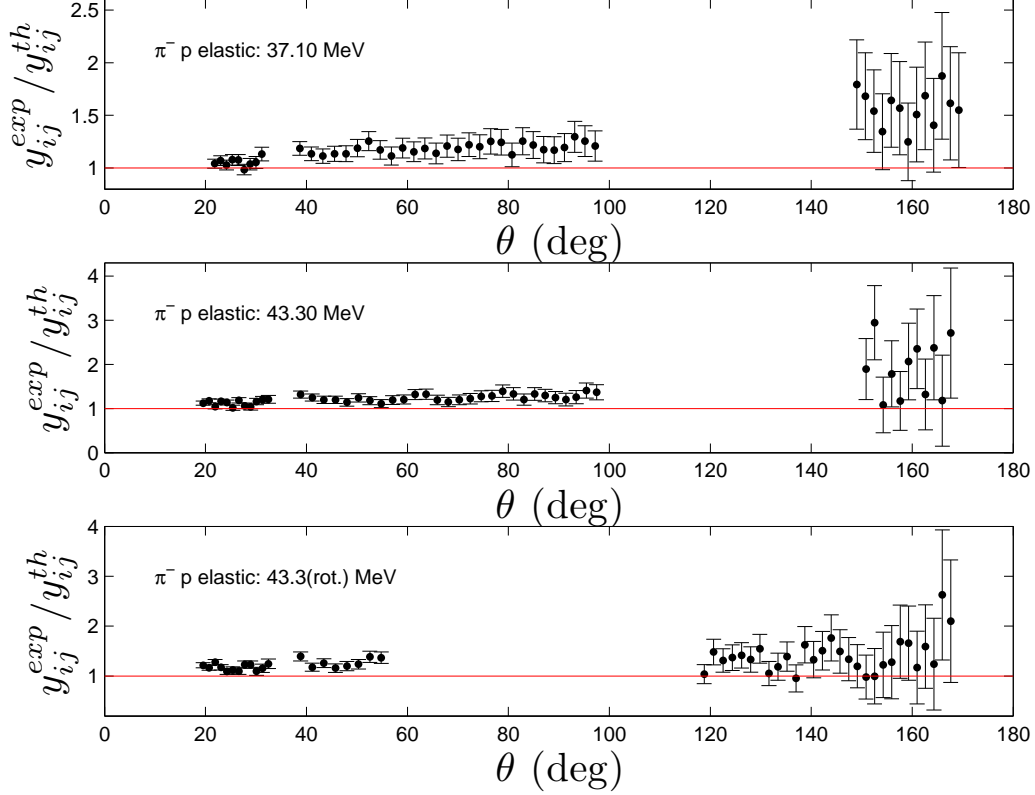 2.5
2
1.5
1
y_{ij}^{exp}/y_{ij}^{th}
π⁻ p elastic: 37.10 MeV
0 20 40 60 80 100 120 140 160 180
θ (deg)
4
3
2
1
0
y_{ij}^{exp}/y_{ij}^{th}
π⁻ p elastic: 43.30 MeV
0 20 40 60 80 100 120 140 160 180
θ (deg)
4
3
2
1
y_{ij}^{exp}/y_{ij}^{th}
π⁻ p elastic: 43.3(rot.) MeV
0 20 40 60 80 100 120 140 160 180
θ (deg)